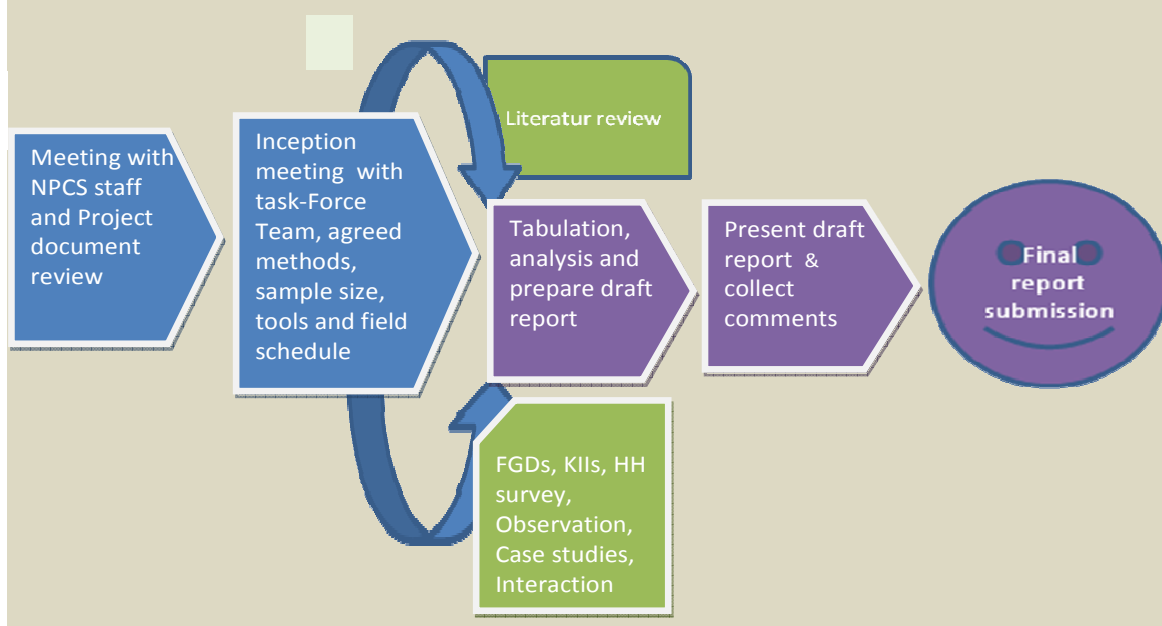 Meeting with
NPCS staff
and Project
document
review
Inception
meeting with
task-Force
Team, agreed
methods,
sample size,
tools and field
schedule
Literatur review
Tabulation,
analysis and
prepare draft
report
FGDs, KIIs, HH
survey,
Observation,
Case studies,
Interaction
Present draft
report &
collect
comments
Final
report
submission